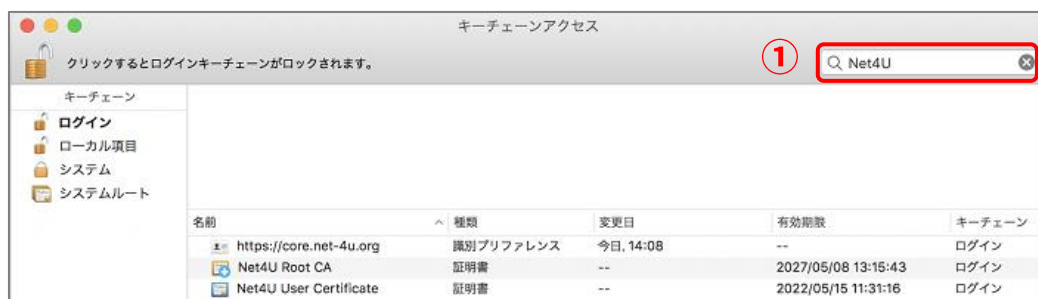 キーチェーンアクセス
クリックするとログインキーチェーンがロックされます。
① Net4U
キーチェーン
ログイン
ローカル項目
システム
システムルート
名前 種類 変更日 有効期限 キーチェーン
https://core.net-4u.org 識別プリファレンス 今日, 14:08 -- ログイン
Net4U Root CA 証明書 -- 2027/05/08 13:15:43 ログイン
Net4U User Certificate 証明書 -- 2022/05/15 11:31:16 ログイン